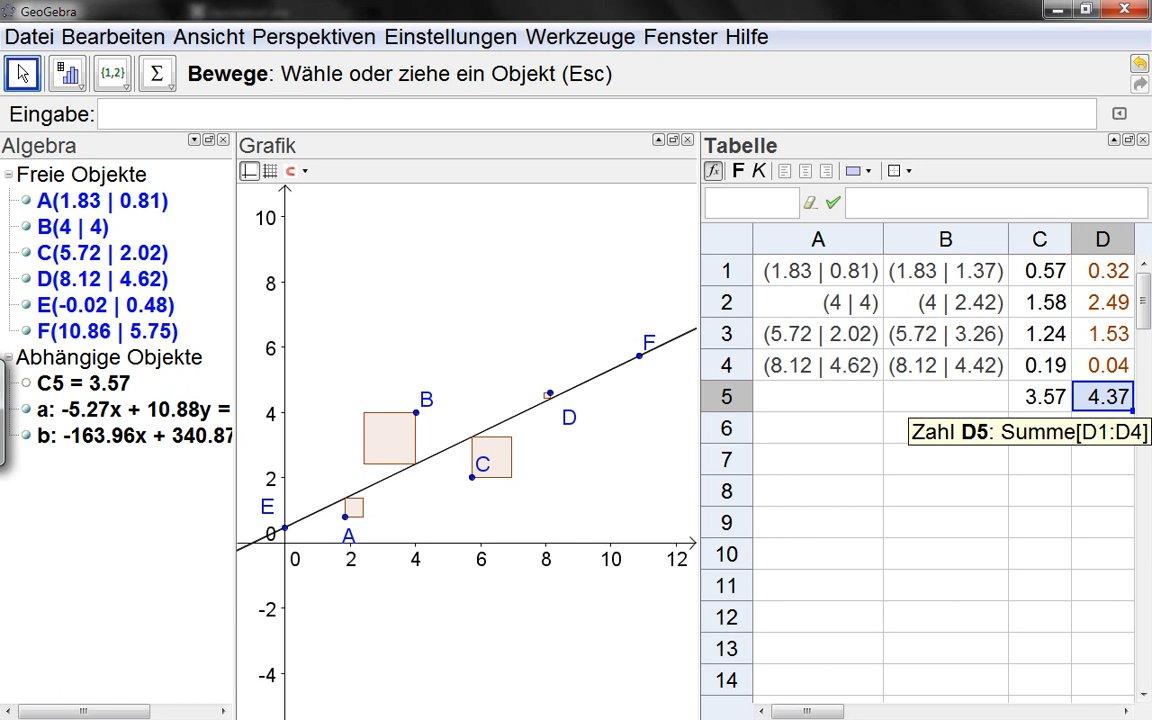 GeoGebra
Datei Bearbeiten Ansicht Perspektiven Einstellungen Werkzeuge Fenster Hilfe
{1,2} Σ Bewege: Wähle oder ziehe ein Objekt (Esc)
Eingabe:
Algebra
Freie Objekte
A(1.83 | 0.81)
B(4 | 4)
C(5.72 | 2.02)
D(8.12 | 4.62)
E(-0.02 | 0.48)
F(10.86 | 5.75)
Abhängige Objekte
C5 = 3.57
a: -5.27x + 10.88y =
b: -163.96x + 340.87
Grafik
10
8
6
4
2
0
-2
-4
0 2 4 6 8 10 12
E
A
B
C
D
F
Tabelle
fx F K
A B C D
1 (1.83 | 0.81) (1.83 | 1.37) 0.57 0.32
2 (4 | 4) (4 | 2.42) 1.58 2.49
3 (5.72 | 2.02) (5.72 | 3.26) 1.24 1.53
4 (8.12 | 4.62) (8.12 | 4.42) 0.19 0.04
5 3.57 4.37
Zahl D5: Summe[D1:D4]
6
7
8
9
10
11
12
13
14